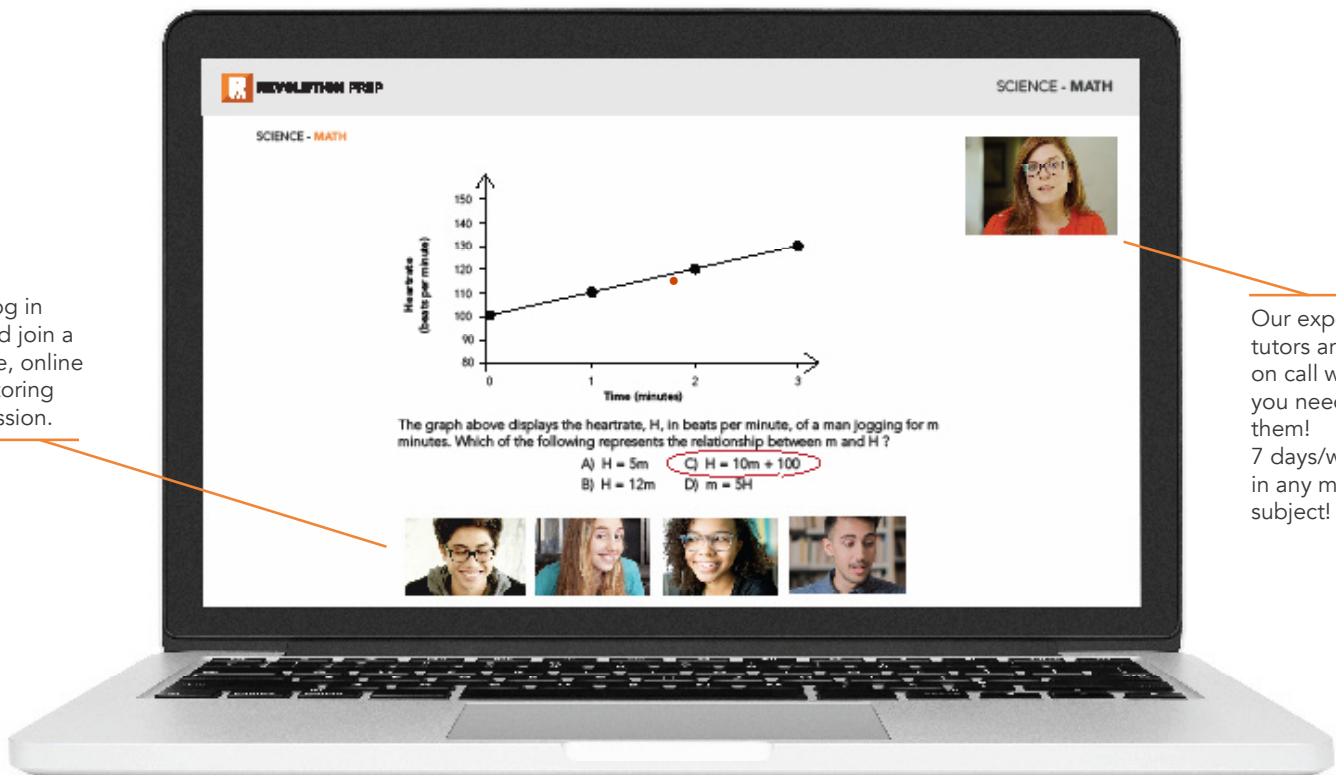 REVOLUTION PREP
SCIENCE - MATH
SCIENCE - MATH
150
140
130
120
110
100
90
80
Heartrate
(beats per minute)
0 1 2 3
Time (minutes)
The graph above displays the heartrate, H, in beats per minute, of a man jogging for m
minutes. Which of the following represents the relationship between m and H ?
A) H = 5m C) H = 10m + 100
B) H = 12m D) m = 5H
og in
d join a
e, online
toring
ssion.
Our exp
tutors ar
on call w
you need
them!
7 days/w
in any m
subject!